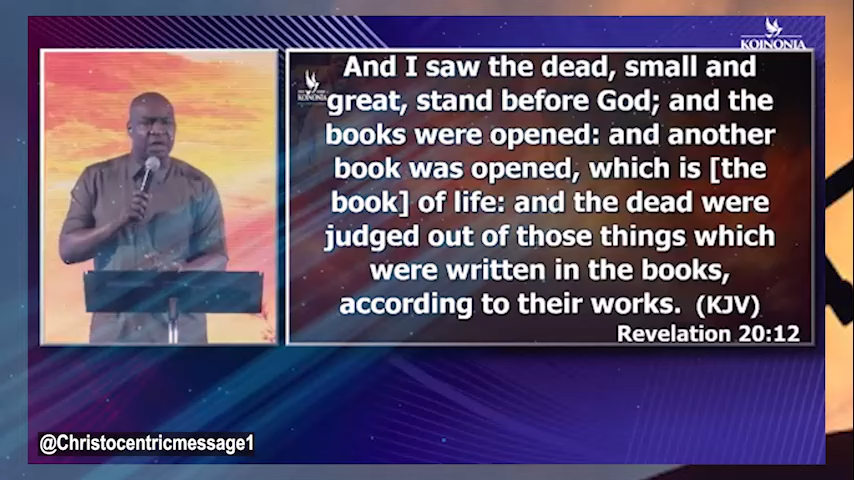 KOINONIA
KOINONIA
And I saw the dead, small and
great, stand before God; and the
books were opened: and another
book was opened, which is [the
book] of life: and the dead were
judged out of those things which
were written in the books,
according to their works. (KJV)
Revelation 20:12
@Christocentricmessage1